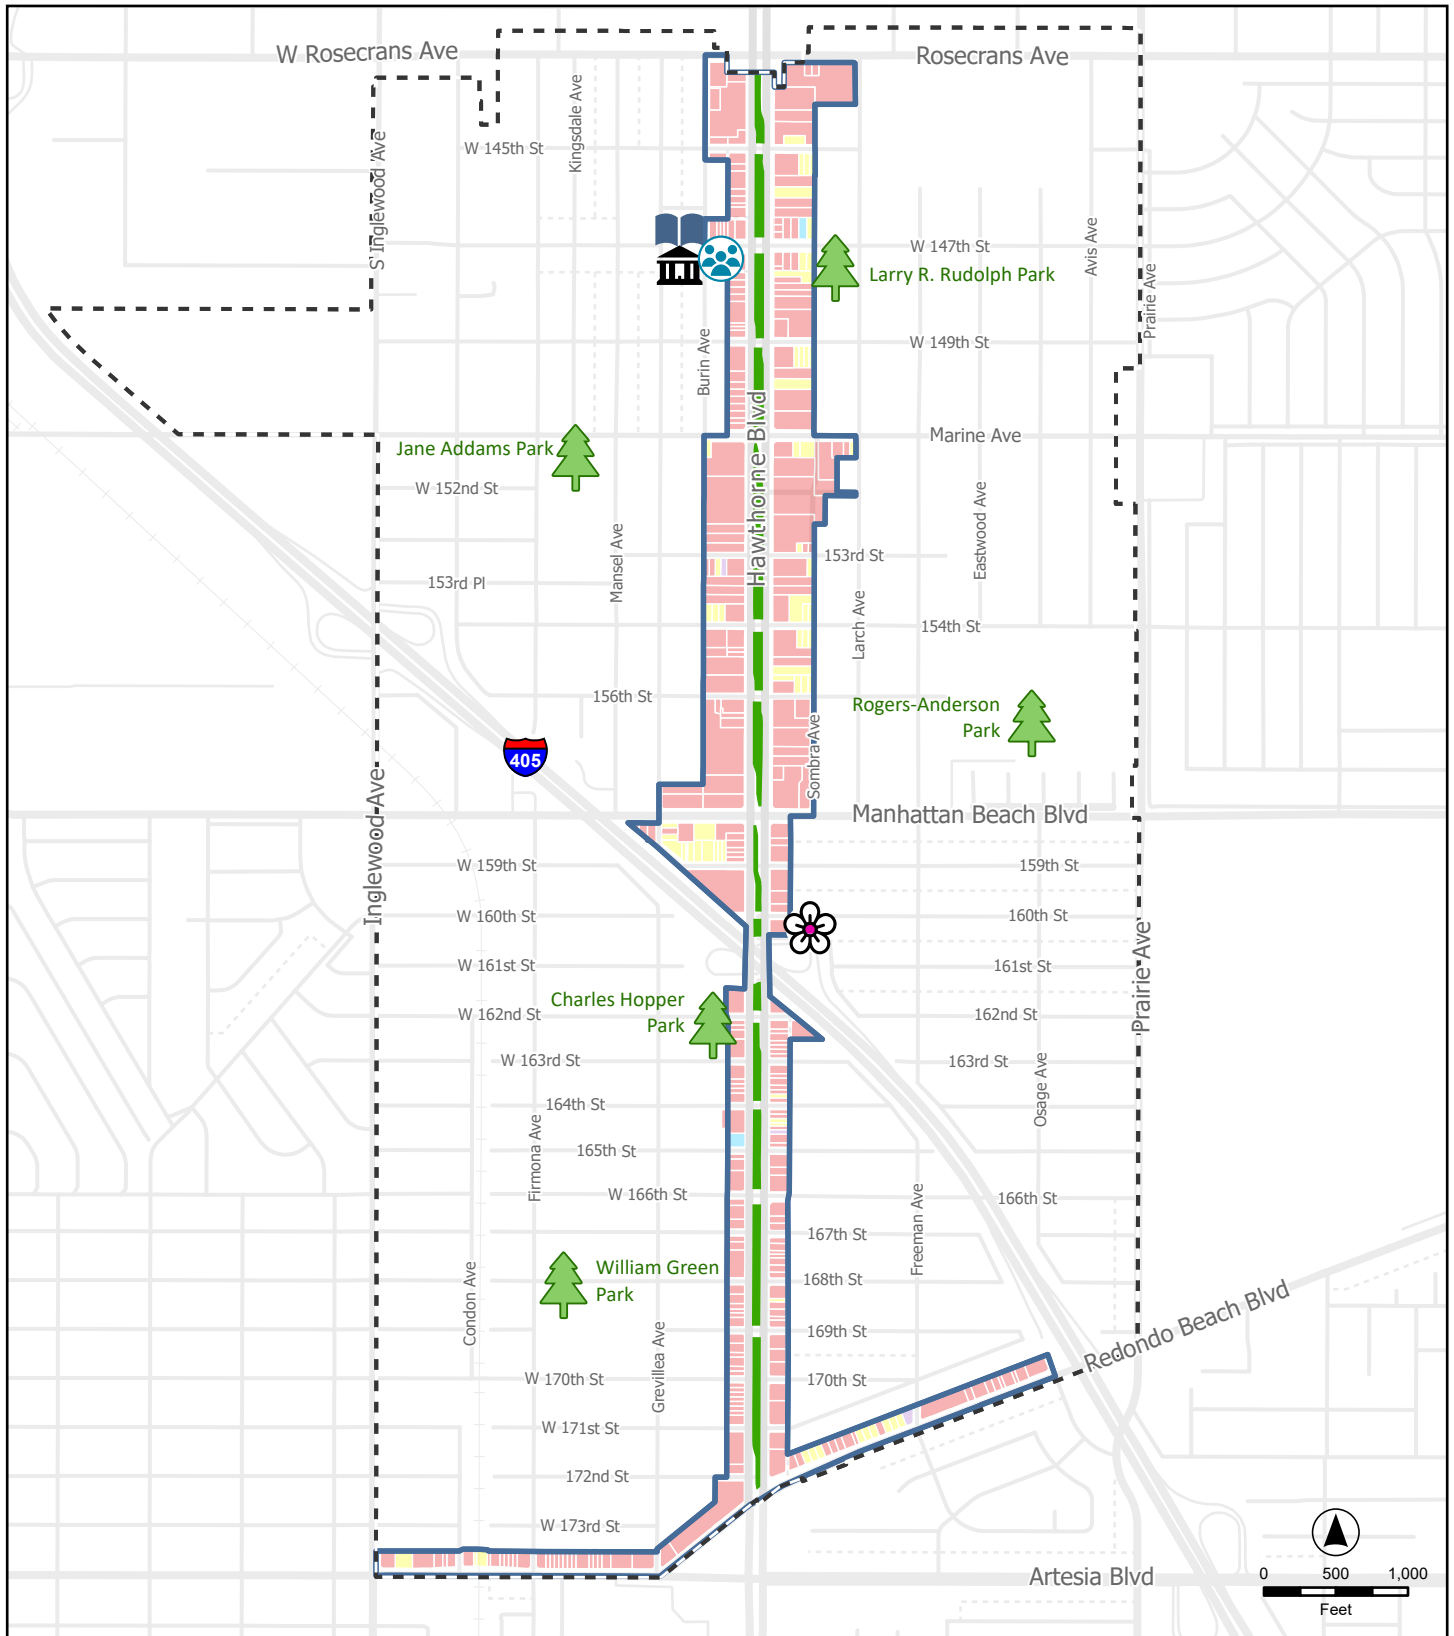 W Rosecrans Ave
Rosecrans Ave
Kingsdale Ave
W 145th St
S Inglewood Ave
W 147th St
Avis Ave
Larry R. Rudolph Park
Prairie Ave
W 149th St
Burin Ave
Hawthorne Blvd
Marine Ave
Jane Addams Park
W 152nd St
Eastwood Ave
Mansel Ave
153rd St
153rd Pl
Larch Ave
154th St
156th St
Rogers-Anderson
Park
Sombra Ave
405
Inglewood Ave
Manhattan Beach Blvd
W 159th St
159th St
W 160th St
160th St
W 161st St
161st St
Prairie Ave
Charles Hopper
Park
W 162nd St
162nd St
W 163rd St
163rd St
Osage Ave
164th St
Firmona Ave
165th St
W 166th St
166th St
Freeman Ave
167th St
William Green
Park
168th St
Condon Ave
Redondo Beach Blvd
Grevillea Ave
169th St
W 170th St
170th St
W 171st St
172nd St
W 173rd St
Artesia Blvd
0 500 1,000
Feet